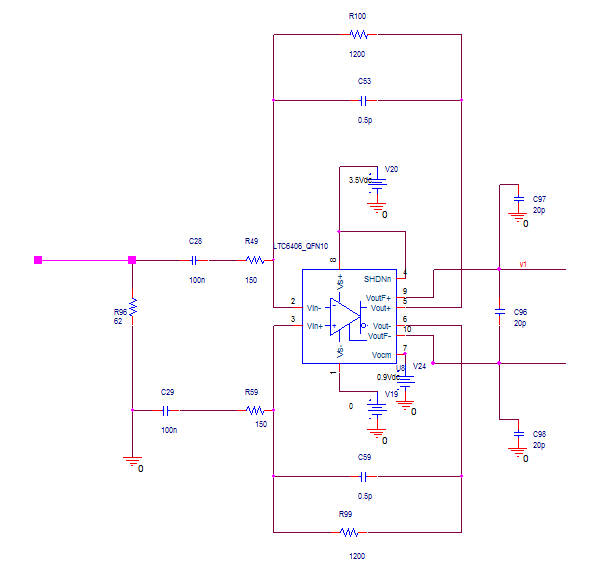 R100
1200
C53
0.5p
V20
3.5Vdc
0
C97
20p
0
C28
R49
LTC6406_QFN10
8
100n
150
Vs+
SHDNn
4
v1
VoutF+
9
2
Vin-
Vout+
5
R96
62
3
Vin+
Vout-
6
C96
20p
VoutF-
10
Vs-
Vocm
7
U8
V24
1
0.9Vdc
C29
R59
V19
0
0
100n
150
C98
20p
0
0
0
C59
0.5p
R99
1200